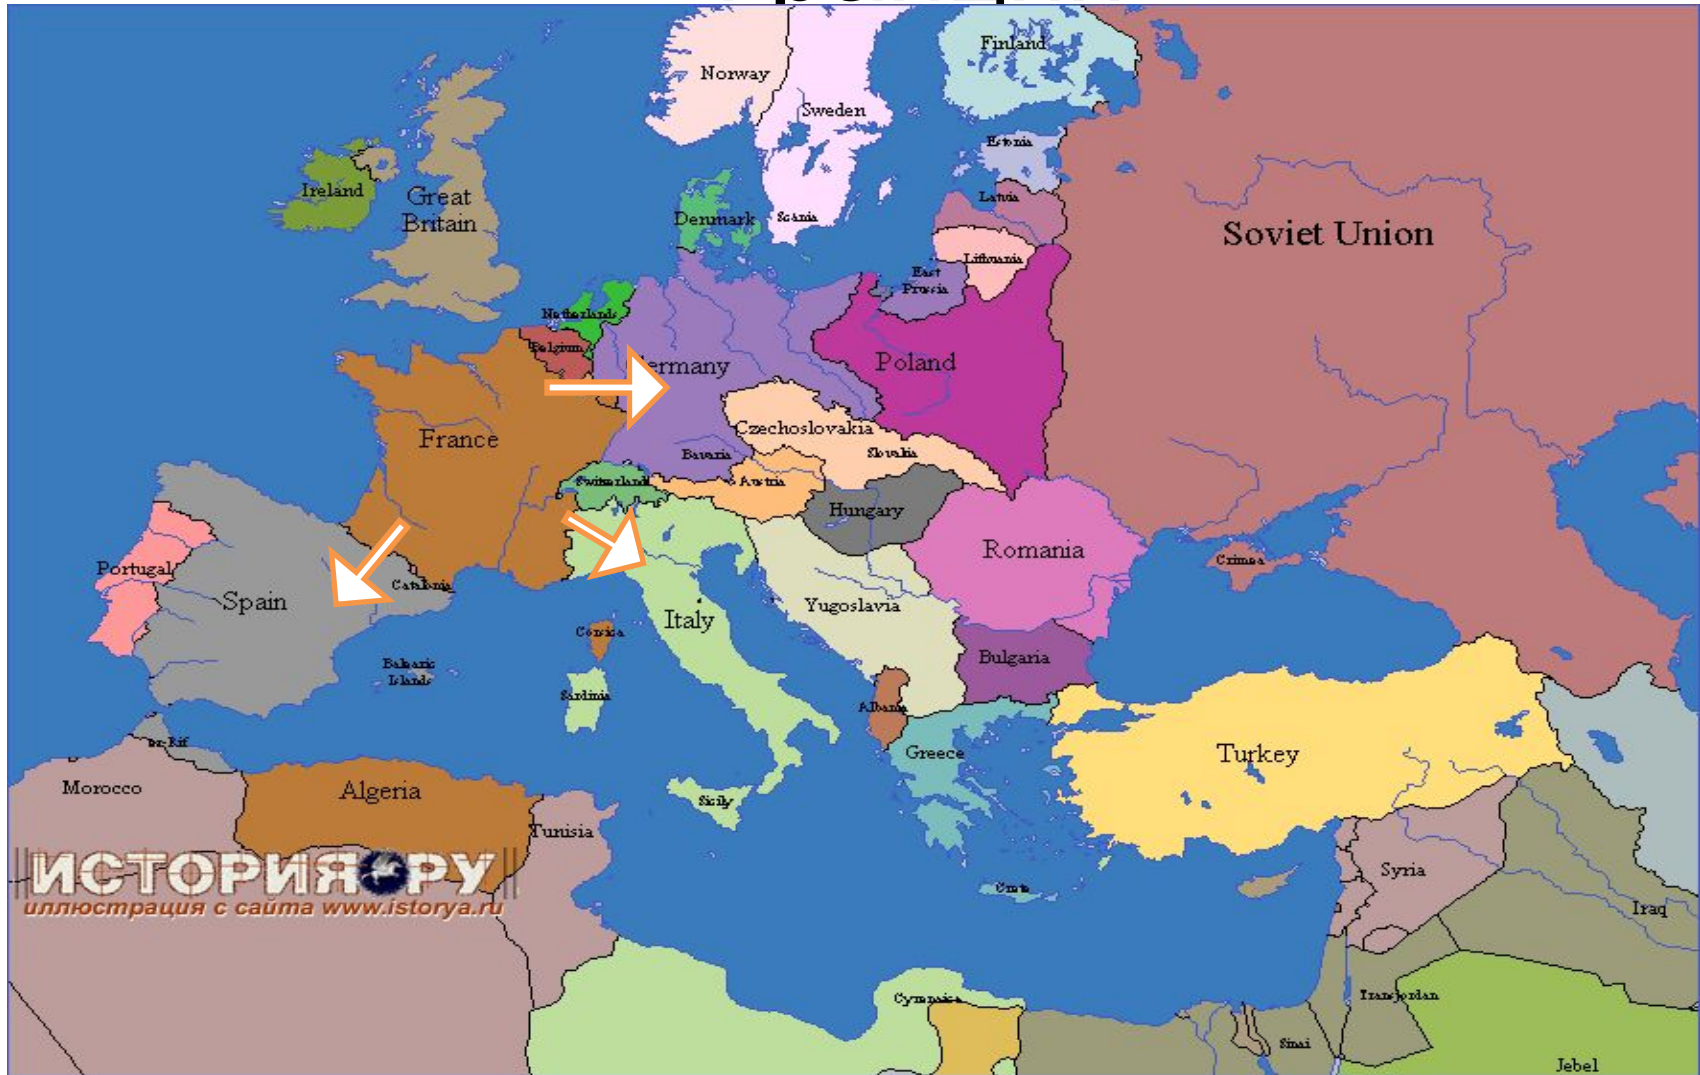 Norway
Finland
Sweden
Estonia
Ireland
Great
Britain
Latvia
Denmark
Scania
Soviet Union
Lithuania
East
Prussia
Netherlands
Belgium
ermany
Poland
France
Czechoslovakia
Bavaria
Slovakia
Switzerland
Austria
Hungary
Romania
Crimea
Portugal
Catalonia
Spain
Yugoslavia
Italy
Corsica
Bulgaria
Balearic
Islands
Sardinia
Albania
er-Rif
Greece
Turkey
Morocco
Algeria
Sicily
Tunisia
ИСТОРИЯ РУ
иллюстрация с сайта www.istorya.ru
Syria
Crete
Iraq
Cyrenaica
Transjordan
Sinai
Jebel